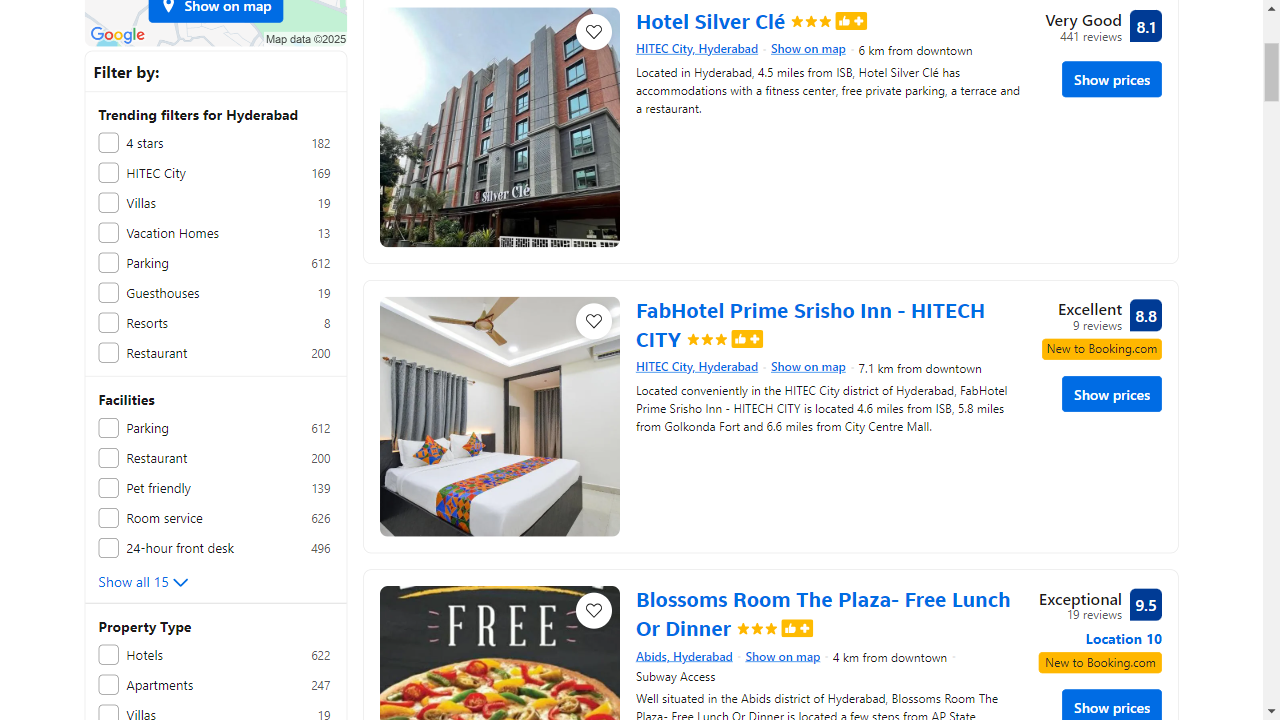 Show on map
Google
Map data ©2025
Filter by:
Trending filters for Hyderabad
4 stars 182
HITEC City 169
Villas 19
Vacation Homes 13
Parking 612
Guesthouses 19
Resorts 8
Restaurant 200
Facilities
Parking 612
Restaurant 200
Pet friendly 139
Room service 626
24-hour front desk 496
Show all 15
Property Type
Hotels 622
Apartments 247
Villas 19
Silver Clé
Hotel Silver Clé
HITEC City, Hyderabad · Show on map · 6 km from downtown
Located in Hyderabad, 4.5 miles from ISB, Hotel Silver Clé has
accommodations with a fitness center, free private parking, a terrace and
a restaurant.
Very Good 8.1
441 reviews
Show prices
FabHotel Prime Srisho Inn - HITECH
CITY
HITEC City, Hyderabad · Show on map · 7.1 km from downtown
Located conveniently in the HITEC City district of Hyderabad, FabHotel
Prime Srisho Inn - HITECH CITY is located 4.6 miles from ISB, 5.8 miles
from Golkonda Fort and 6.6 miles from City Centre Mall.
Excellent 8.8
9 reviews
New to Booking.com
Show prices
FREE
Blossoms Room The Plaza- Free Lunch
Or Dinner
Abids, Hyderabad · Show on map · 4 km from downtown ·
Subway Access
Well situated in the Abids district of Hyderabad, Blossoms Room The
Plaza- Free Lunch Or Dinner is located a few steps from AP State
Exceptional 9.5
19 reviews
Location 10
New to Booking.com
Show prices